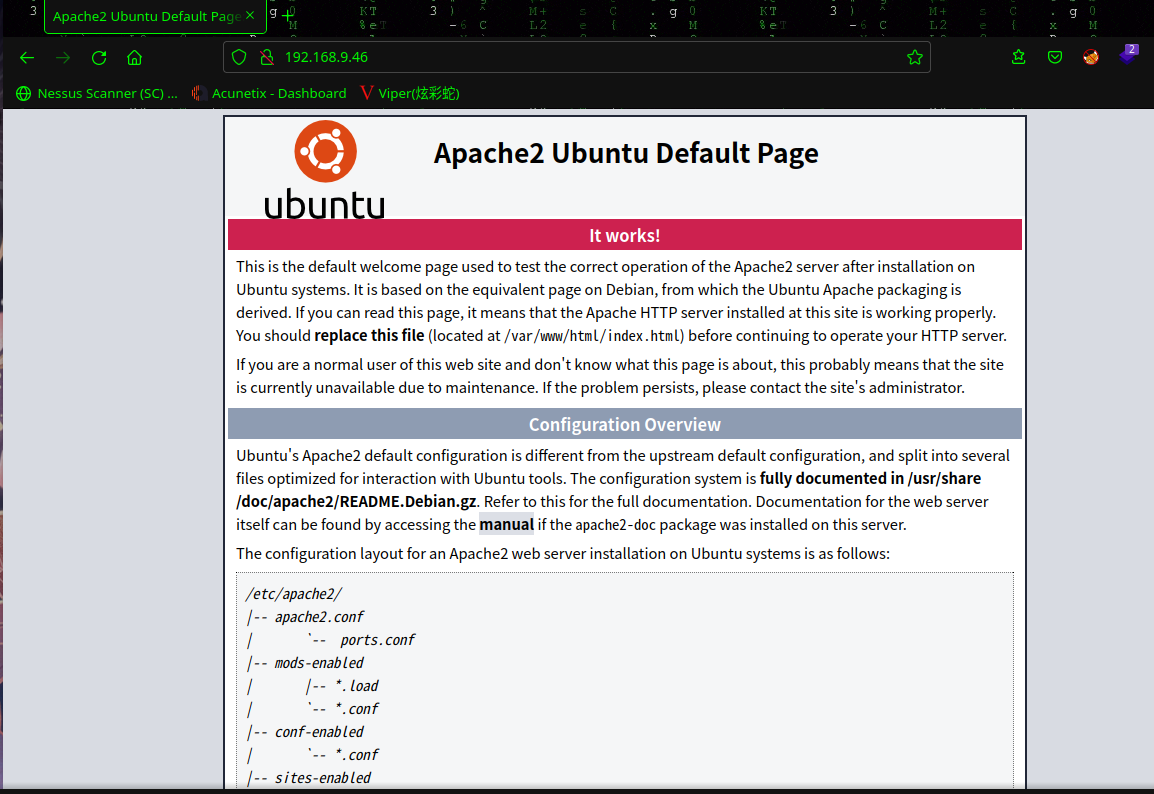 Apache2 Ubuntu Default Page
192.168.9.46
2
Nessus Scanner (SC) ... Acunetix - Dashboard Viper(炫彩蛇)
ubuntu
Apache2 Ubuntu Default Page
It works!
This is the default welcome page used to test the correct operation of the Apache2 server after installation on
Ubuntu systems. It is based on the equivalent page on Debian, from which the Ubuntu Apache packaging is
derived. If you can read this page, it means that the Apache HTTP server installed at this site is working properly.
You should replace this file (located at /var/www/html/index.html) before continuing to operate your HTTP server.
If you are a normal user of this web site and don't know what this page is about, this probably means that the site
is currently unavailable due to maintenance. If the problem persists, please contact the site's administrator.
Configuration Overview
Ubuntu's Apache2 default configuration is different from the upstream default configuration, and split into several
files optimized for interaction with Ubuntu tools. The configuration system is fully documented in /usr/share
/doc/apache2/README.Debian.gz. Refer to this for the full documentation. Documentation for the web server
itself can be found by accessing the manual if the apache2-doc package was installed on this server.
The configuration layout for an Apache2 web server installation on Ubuntu systems is as follows:
/etc/apache2/
|-- apache2.conf
|       `--  ports.conf
|-- mods-enabled
|       |-- *.load
|       `-- *.conf
|-- conf-enabled
|       `-- *.conf
|-- sites-enabled